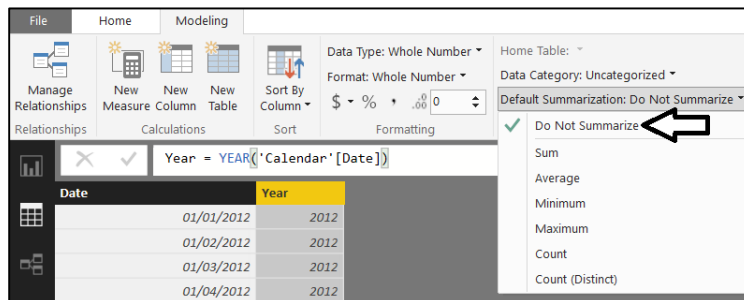 File Home Modeling
Manage Relationships
New Measure
New Column
New Table
Sort By Column
Data Type: Whole Number
Format: Whole Number
$ % , .00 0
Home Table:
Data Category: Uncategorized
Default Summarization: Do Not Summarize
Relationships Calculations Sort Formatting
Do Not Summarize
Sum
Average
Minimum
Maximum
Count
Count (Distinct)
Year = YEAR('Calendar'[Date])
Date Year
01/01/2012 2012
01/02/2012 2012
01/03/2012 2012
01/04/2012 2012